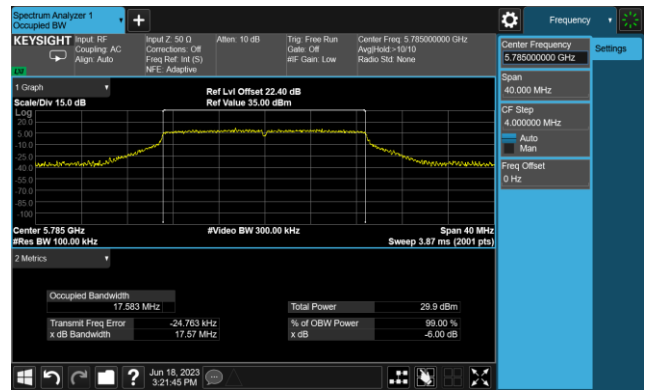 Spectrum Analyzer 1
Occupied BW
Frequency
KEYSIGHT
Input: RF
Coupling: AC
Align: Auto
Input Z: 50 Ω
Corrections: Off
Freq Ref: Int (S)
NFE: Adaptive
Atten: 10 dB
Trig: Free Run
Gate: Off
#IF Gain: Low
Center Freq: 5.785000000 GHz
Avg|Hold:>10/10
Radio Std: None
Center Frequency
5.785000000 GHz
Settings
Span
40.000 MHz
CF Step
4.000000 MHz
Auto
Man
Freq Offset
0 Hz
1 Graph
Scale/Div 15.0 dB
Ref Lvl Offset 22.40 dB
Ref Value 35.00 dBm
Log
20.0
5.00
-10.0
-25.0
-40.0
-55.0
-70.0
-85.0
-100
Center 5.785 GHz
#Res BW 100.00 kHz
#Video BW 300.00 kHz
Span 40 MHz
Sweep 3.87 ms (2001 pts)
2 Metrics
Occupied Bandwidth
17.583 MHz
Total Power 29.9 dBm
Transmit Freq Error -24.763 kHz
% of OBW Power 99.00 %
x dB Bandwidth 17.57 MHz
x dB -6.00 dB
Jun 18, 2023
3:21:45 PM